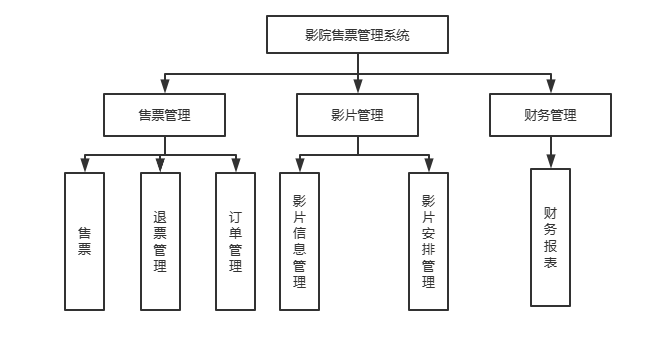 影院售票管理系统
售票管理
影片管理
财务管理
售票
退票管理
订单管理
影片信息管理
影片安排管理
财务报表